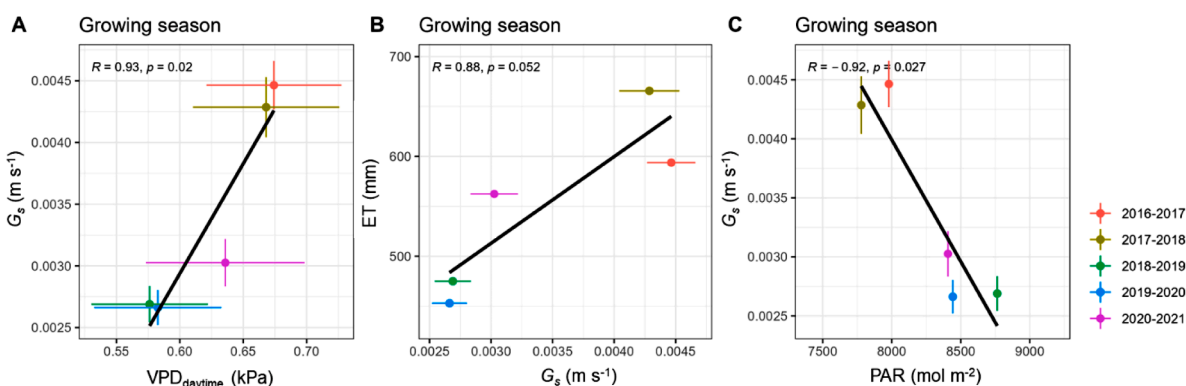 A
Growing season
R = 0.93, p = 0.02
0.0045
0.0040
0.0035
0.0030
0.0025
Gs (m s-1)
0.55
0.60
0.65
0.70
VPDdaytime (kPa)
B
Growing season
R = 0.88, p = 0.052
700
600
500
ET (mm)
0.0025
0.0030
0.0035
0.0040
0.0045
Gs (m s-1)
C
Growing season
R = −0.92, p = 0.027
0.0045
0.0040
0.0035
0.0030
0.0025
Gs (m s-1)
7500
8000
8500
9000
PAR (mol m-2)
2016-2017
2017-2018
2018-2019
2019-2020
2020-2021